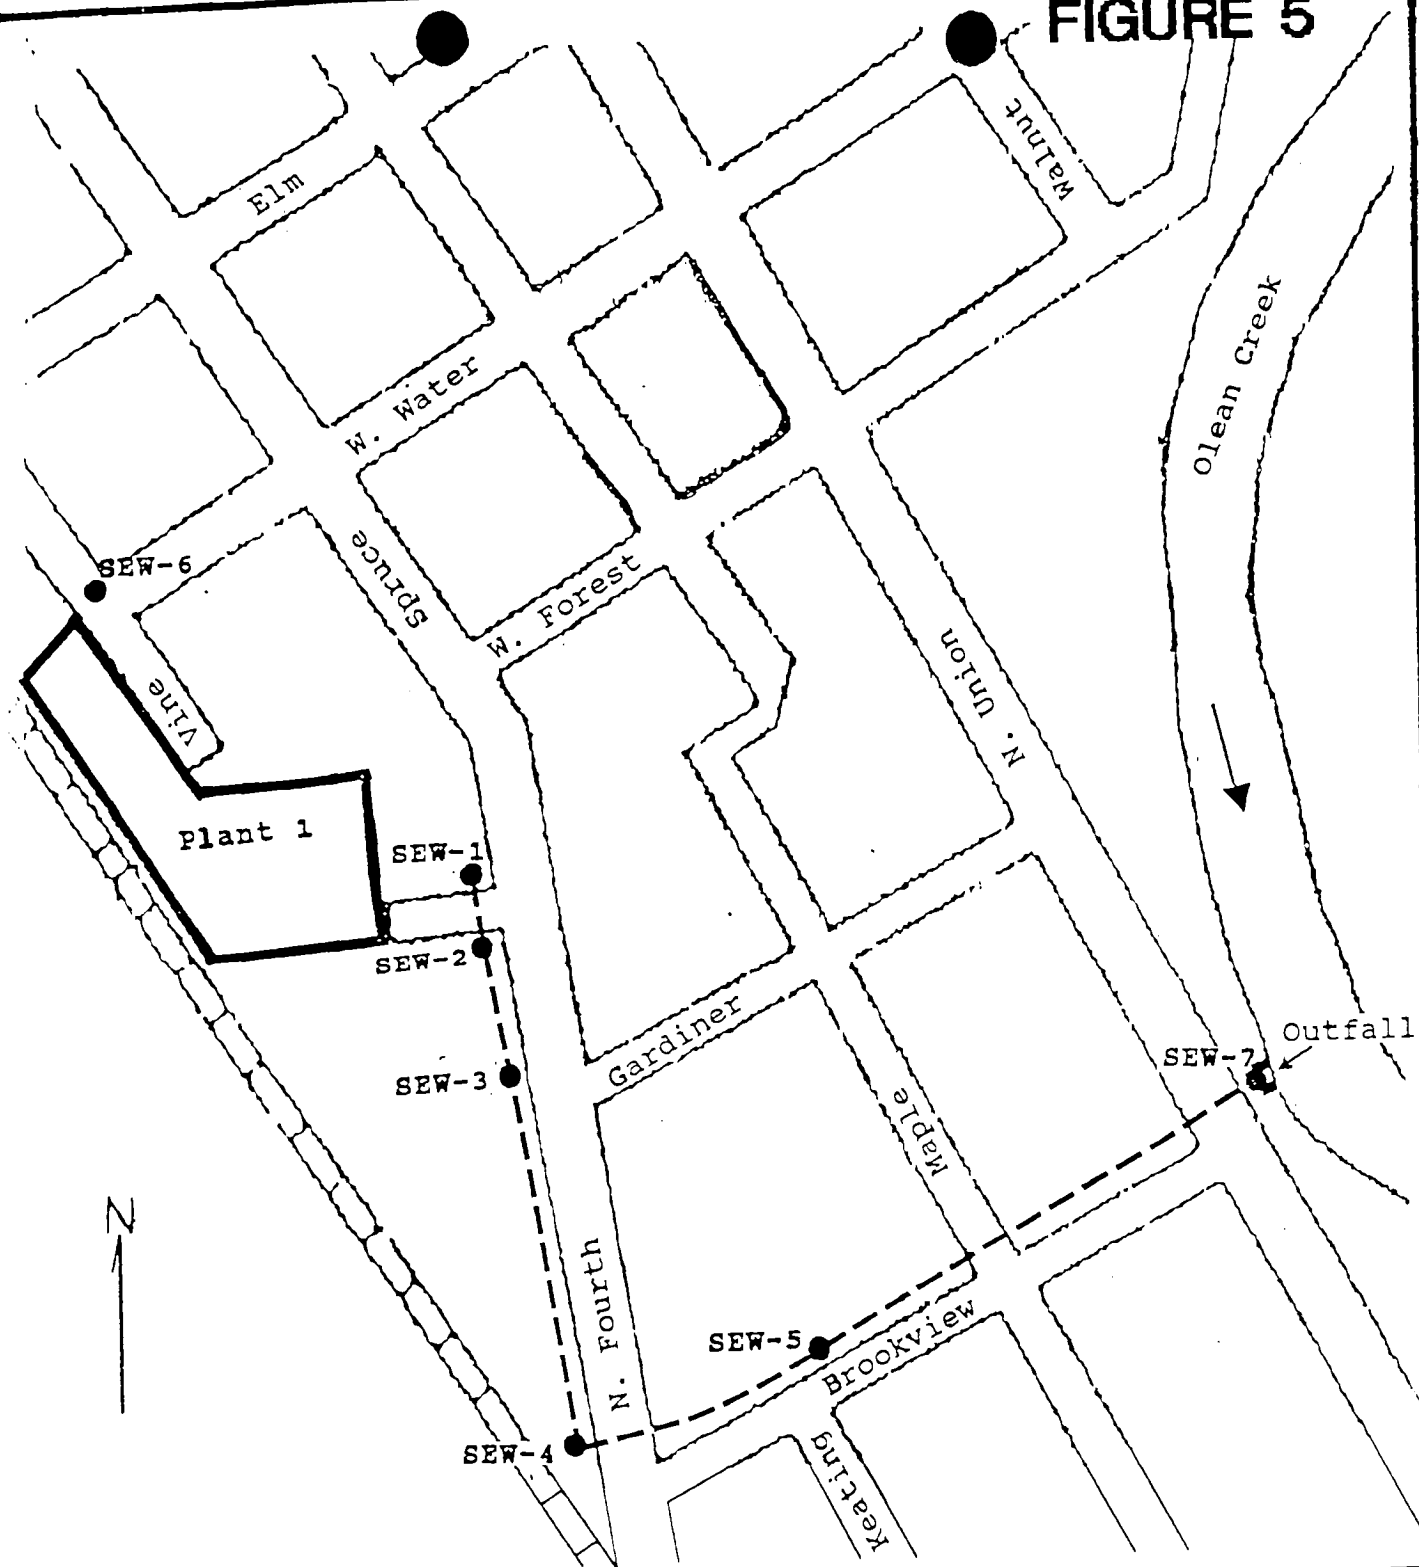 FIGURE 5
Walnut
Elm
Olean Creek
W. Water
SEW-6
Spruce
W. Forest
N. Union
Vine
Plant 1
SEW-1
SEW-2
Gardiner
Outfall
SEW-7
SEW-3
Maple
N
N. Fourth
SEW-5
Brookview
SEW-4
Keating